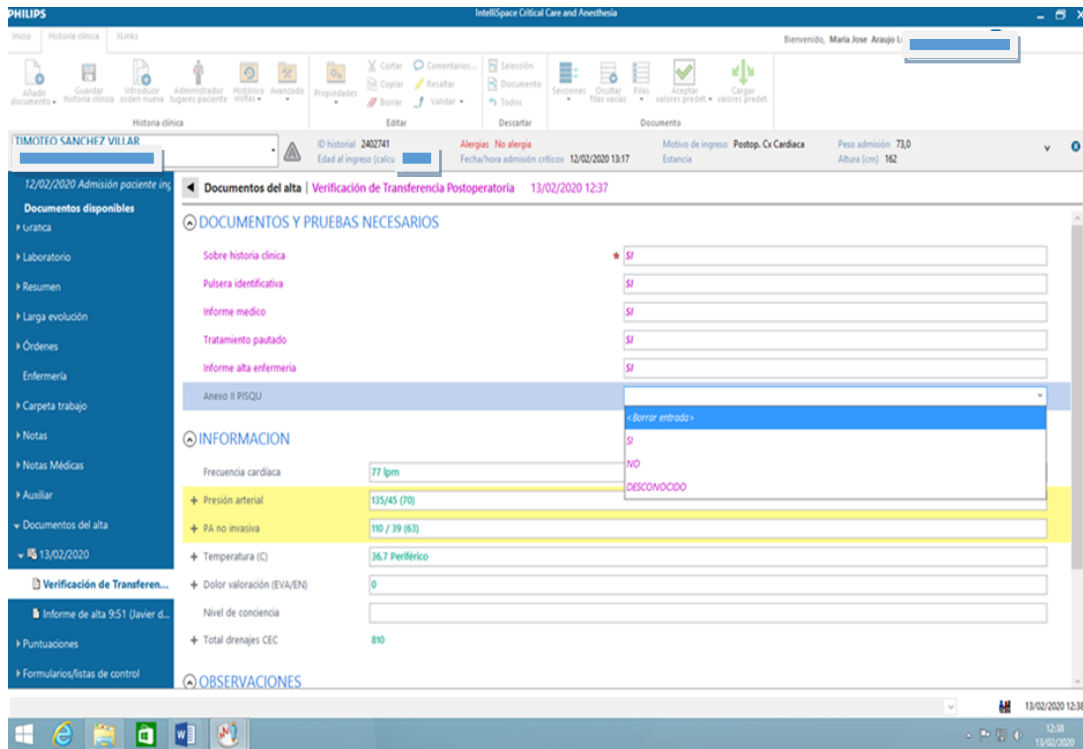 PHILIPS
IntelliSpace Critical Care and Anesthesia
Inicio Historia clínica XLinks
Bienvenido, Maria Jose Araujo
Añadir documento
Guardar historia clínica
Introducir orden nueva
Administrador lugares paciente
Histórico visitas
Avanzado
Propiedades
Cortar
Copiar
Borrar
Comentarios...
Resaltar
Validar
Selección
Documento
Todos
Secciones
Ocultar filas vacías
Filas
Aceptar valores predet.
Cargar valores predet.
Historia clínica
Editar
Descartar
Documento
TIMOTEO SANCHEZ VILLAR
ID historial 2402741
Edad al ingreso (calcu
Alergias No alergia
Fecha/hora admisión críticos 12/02/2020 13:17
Motivo de ingreso Postop. Cx Cardiaca
Estancia
Peso admisión 73,0
Altura (cm) 162
12/02/2020 Admisión paciente ing
Documentos disponibles
Gráfica
Laboratorio
Resumen
Larga evolución
Órdenes
Enfermería
Carpeta trabajo
Notas
Notas Médicas
Auxiliar
Documentos del alta
13/02/2020
Verificación de Transferen...
Informe de alta 9:51 (Javier d...
Puntuaciones
Formularios/listas de control
Documentos del alta | Verificación de Transferencia Postoperatoria 13/02/2020 12:37
DOCUMENTOS Y PRUEBAS NECESARIOS
Sobre historia clinica * SI
Pulsera identificativa SI
Informe medico SI
Tratamiento pautado SI
Informe alta enfermeria SI
Anexo II PISQU
<Borrar entrada>
SI
NO
DESCONOCIDO
INFORMACION
Frecuencia cardíaca 77 lpm
+ Presión arterial 135/45 (70)
+ PA no invasiva 110 / 39 (63)
+ Temperatura (C) 36,7 Periférico
+ Dolor valoración (EVA/EN) 0
Nivel de conciencia
+ Total drenajes CEC 810
OBSERVACIONES
13/02/2020 12:38
12:38
13/02/2020